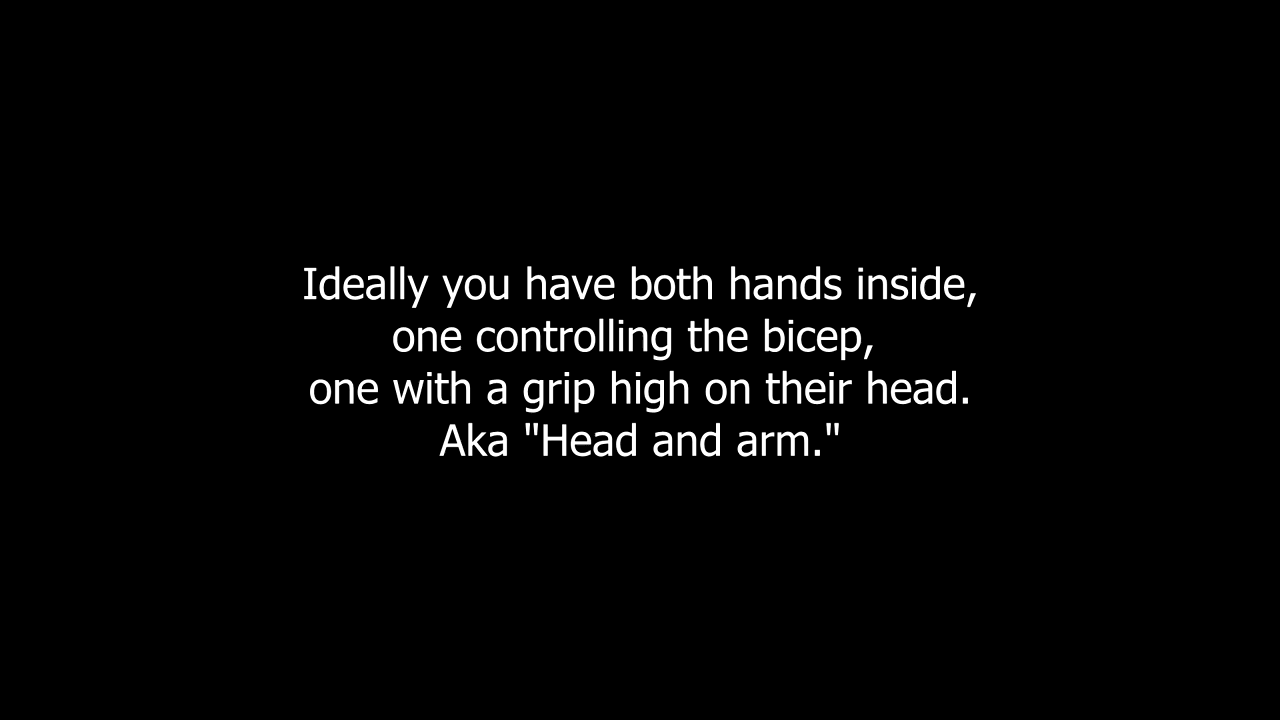 Ideally you have both hands inside,
one controlling the bicep,
one with a grip high on their head.
Aka "Head and arm."